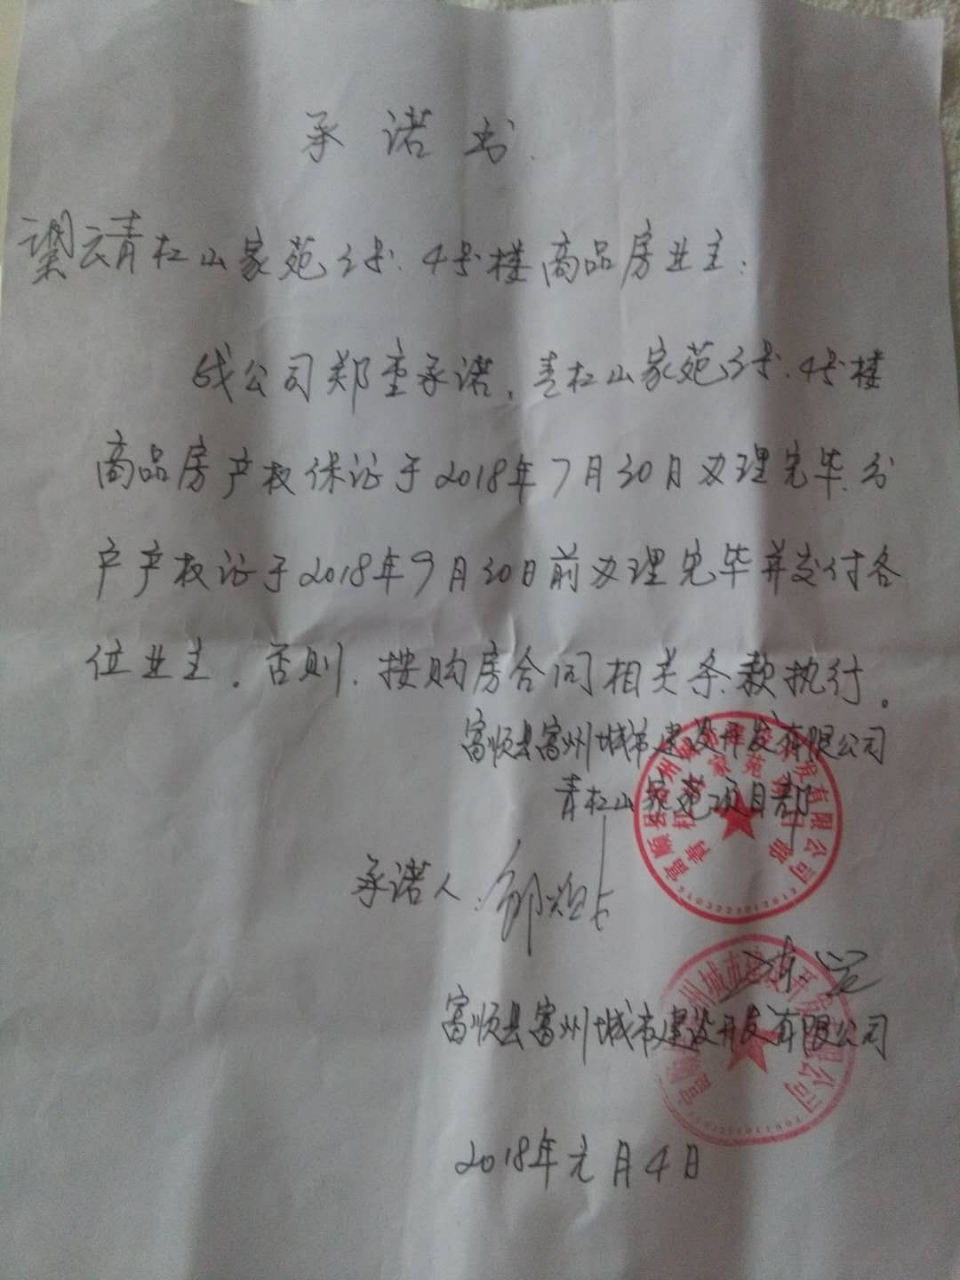 承诺书
云青杠山家苑3号.4号楼商品房业主:
我公司郑重承诺,青杠山家苑3号.4号楼
商品房产权保证于2018年7月30日办理完毕.分
户产权证于2018年9月30日前办理完毕并交付各
位业主。否则.按购房合同相关条款执行。
富顺县富州城市建设开发有限公司
青杠山家苑项目部
承诺人:
富顺县富州城市建设开发有限公司
2018年元月4日